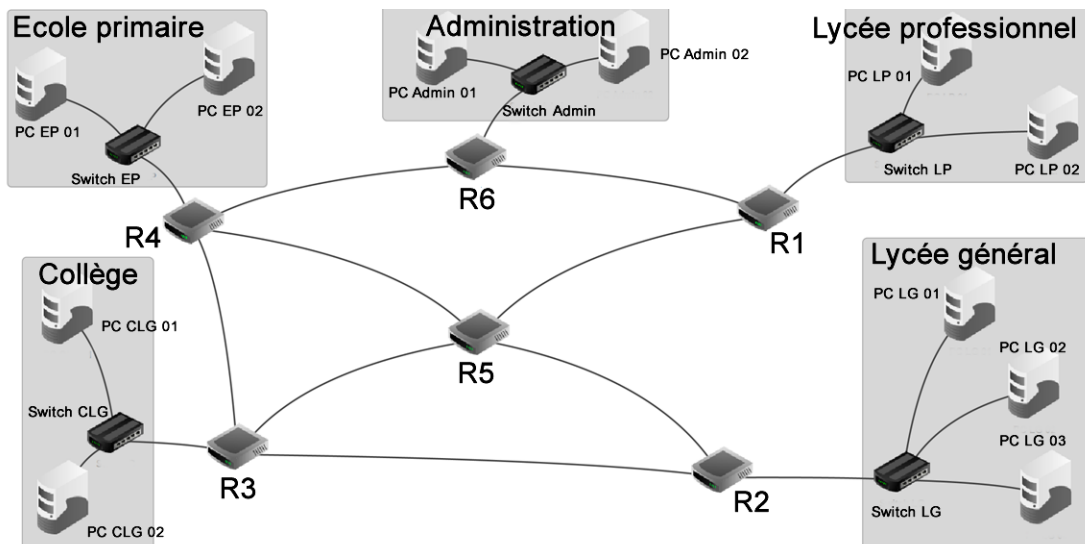 Ecole primaire
PC EP 01
PC EP 02
Switch EP
Administration
PC Admin 01
PC Admin 02
Switch Admin
Lycée professionnel
PC LP 01
PC LP 02
Switch LP
R6
R4
R1
Collège
PC CLG 01
Switch CLG
PC CLG 02
R5
R3
R2
Lycée général
PC LG 01
PC LG 02
PC LG 03
Switch LG